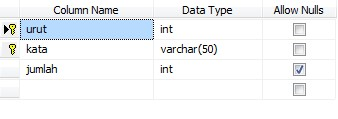 Column Name Data Type Allow Nulls
urut int
kata varchar(50)
jumlah int